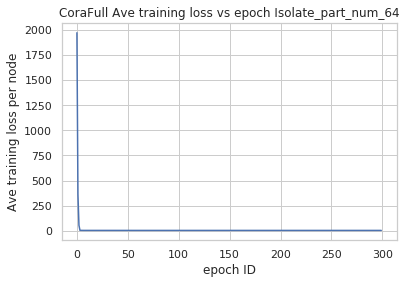 CoraFull Ave training loss vs epoch Isolate_part_num_64
Ave training loss per node
2000
1750
1500
1250
1000
750
500
250
0
0 50 100 150 200 250 300
epoch ID